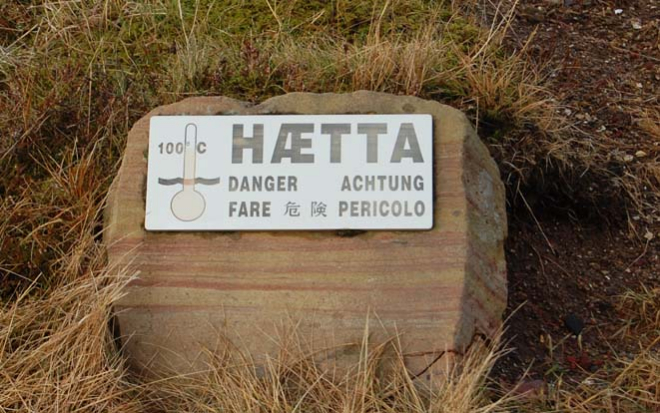 100°C
HÆTTA
DANGER ACHTUNG
FARE 危険 PERICOLO